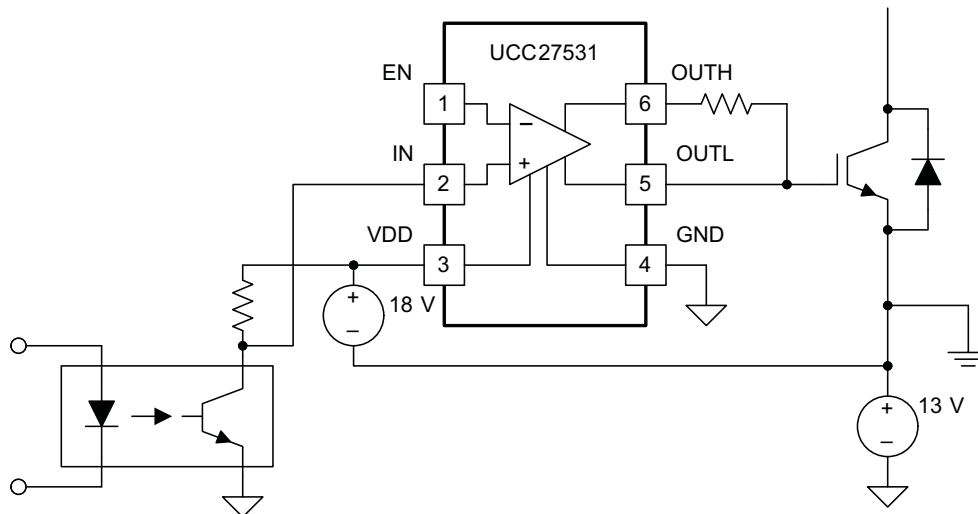 UCC27531
EN
OUTH
1
6
IN
OUTL
−
+
2
5
VDD
GND
3
4
+
−
18 V
+
−
13 V